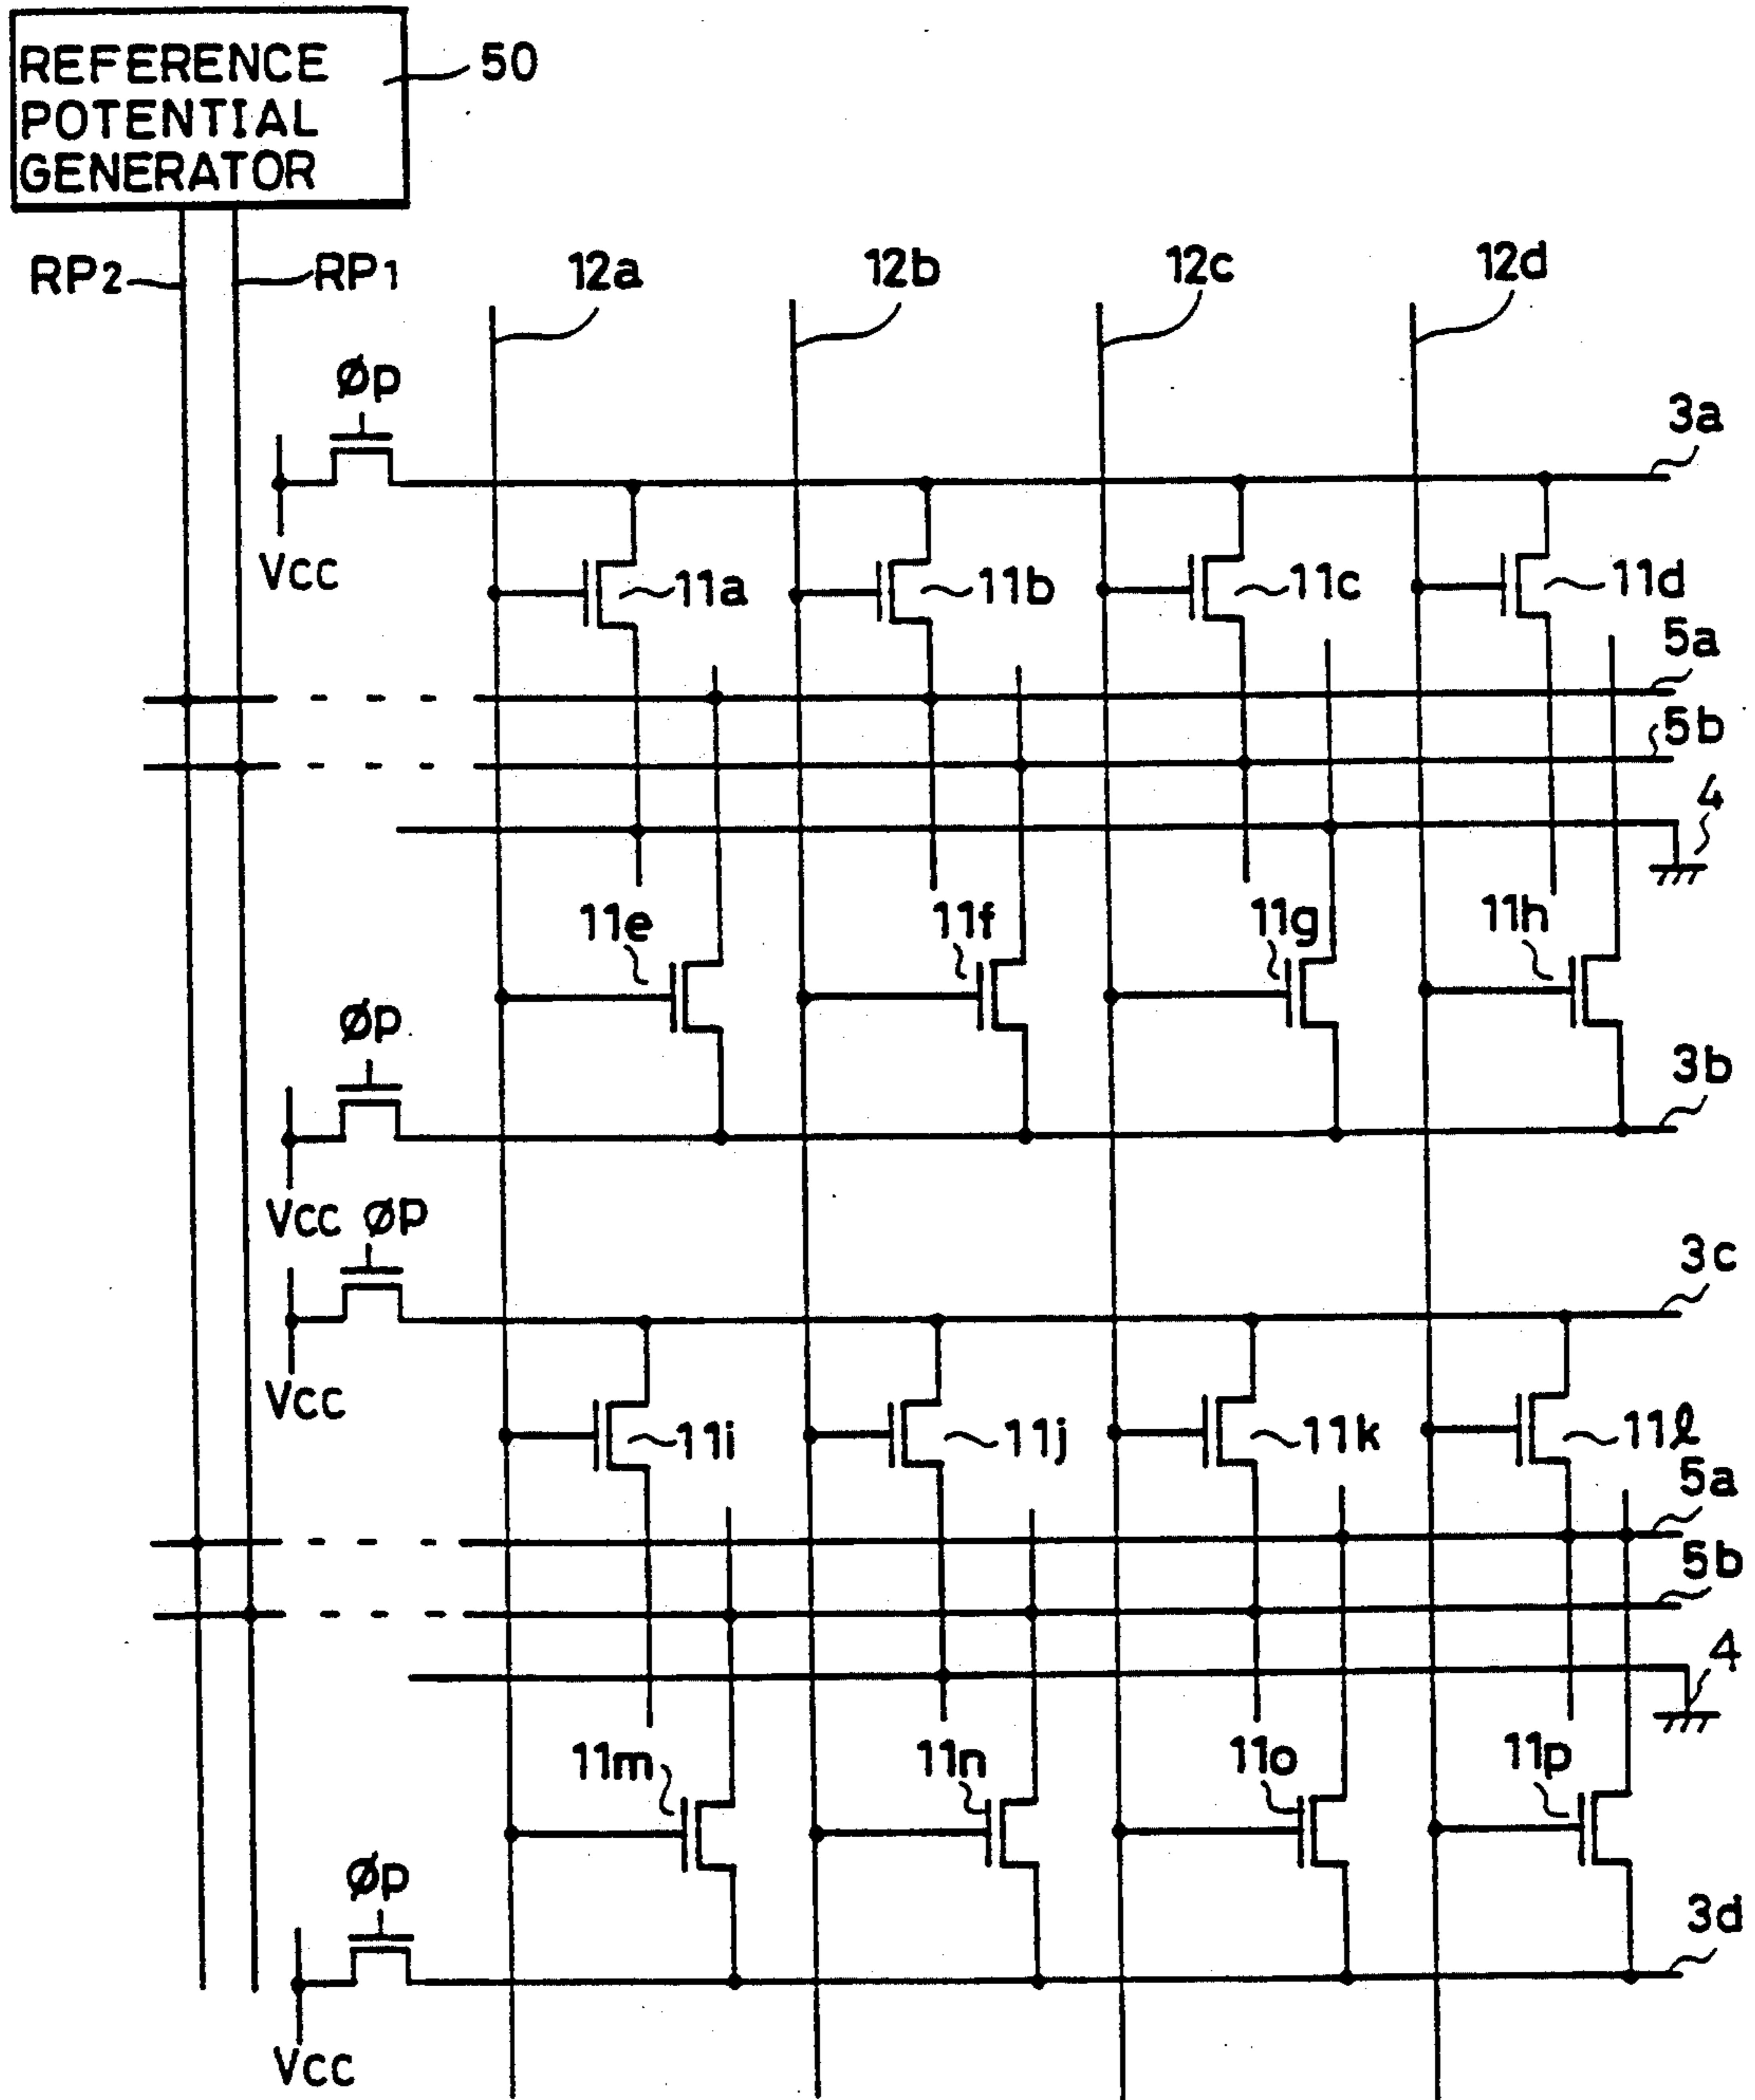 REFERENCE
POTENTIAL
GENERATOR
50
RP2
RP1
12a
12b
12c
12d
Øp
3a
Vcc
11a
11b
11c
11d
5a
5b
4
11e
11f
11g
11h
Øp
3b
Vcc
Øp
3c
Vcc
11i
11j
11k
11ℓ
5a
5b
4
11m
11n
11o
11p
Øp
3d
Vcc